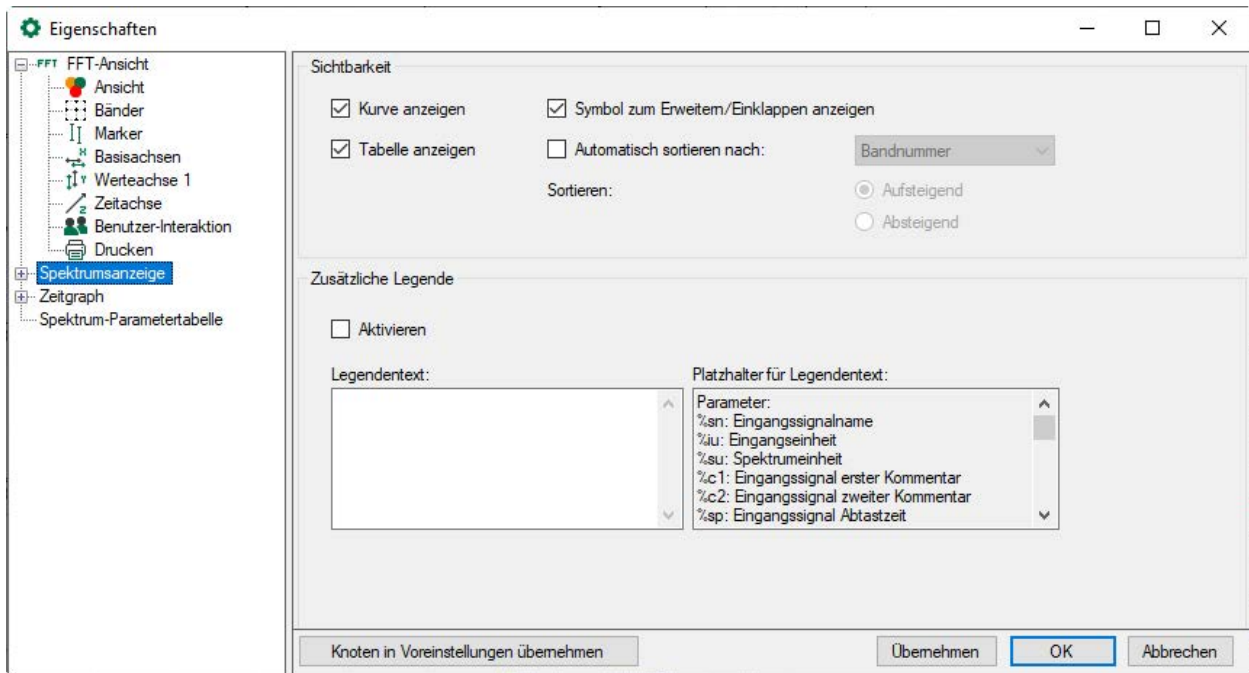 Eigenschaften
FFT FFT-Ansicht
Ansicht
Bänder
Marker
Basisachsen
Werteachse 1
Zeitachse
Benutzer-Interaktion
Drucken
Spektrumsanzeige
Zeitgraph
Spektrum-Parametertabelle
Sichtbarkeit
Kurve anzeigen
Symbol zum Erweitern/Einklappen anzeigen
Tabelle anzeigen
Automatisch sortieren nach:
Bandnummer
Sortieren:
Aufsteigend
Absteigend
Zusätzliche Legende
Aktivieren
Legendentext:
Platzhalter für Legendentext:
Parameter:
%sn: Eingangssignalname
%iu: Eingangseinheit
%su: Spektrumeinheit
%c1: Eingangssignal erster Kommentar
%c2: Eingangssignal zweiter Kommentar
%sp: Eingangssignal Abtastzeit
Knoten in Voreinstellungen übernehmen
Übernehmen
OK
Abbrechen